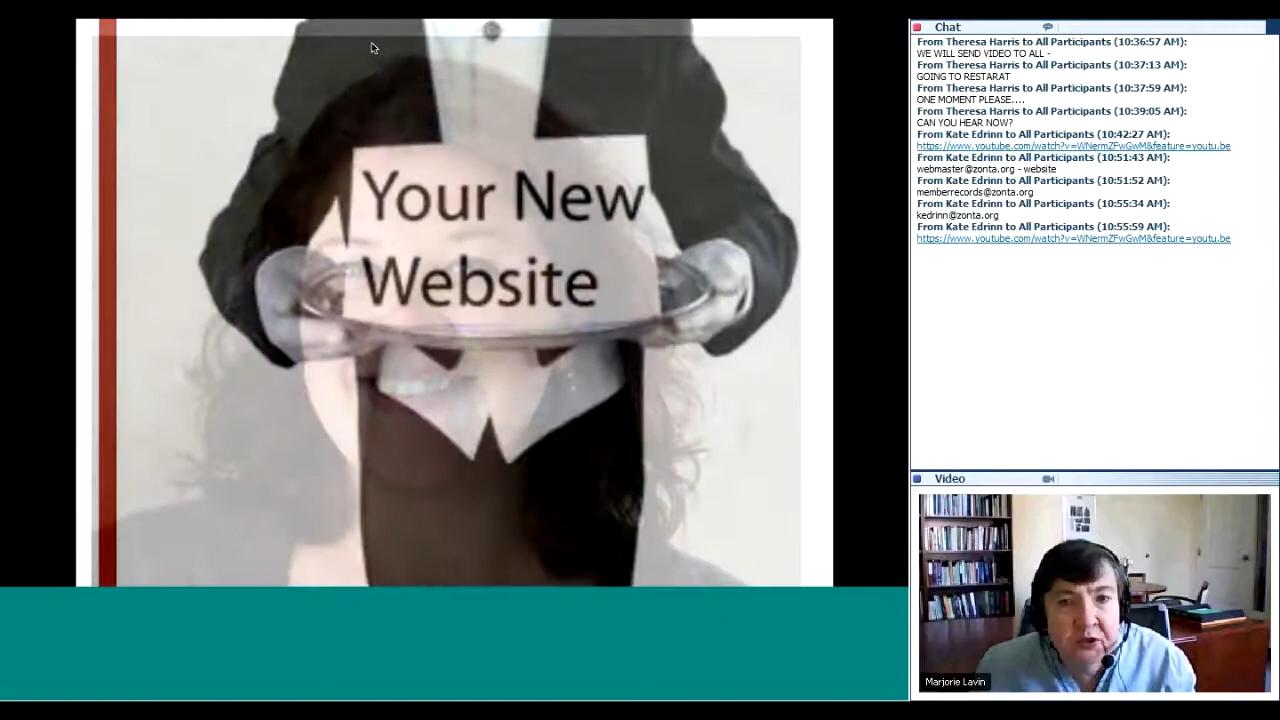 Your New
Website
Chat
From Theresa Harris to All Participants (10:36:57 AM):
WE WILL SEND VIDEO TO ALL -
From Theresa Harris to All Participants (10:37:13 AM):
GOING TO RESTARAT
From Theresa Harris to All Participants (10:37:59 AM):
ONE MOMENT PLEASE....
From Theresa Harris to All Participants (10:39:05 AM):
CAN YOU HEAR NOW?
From Kate Edrinn to All Participants (10:42:27 AM):
https://www.youtube.com/watch?v=WNermZFwGwM&feature=youtu.be
From Kate Edrinn to All Participants (10:51:43 AM):
webmaster@zonta.org - website
From Kate Edrinn to All Participants (10:51:52 AM):
memberrecords@zonta.org
From Kate Edrinn to All Participants (10:55:34 AM):
kedrinn@zonta.org
From Kate Edrinn to All Participants (10:55:59 AM):
https://www.youtube.com/watch?v=WNermZFwGwM&feature=youtu.be
Video
Marjorie Lavin